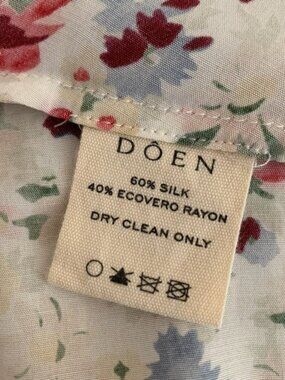 DÔEN
60% SILK
40% ECOVERO RAYON
DRY CLEAN ONLY